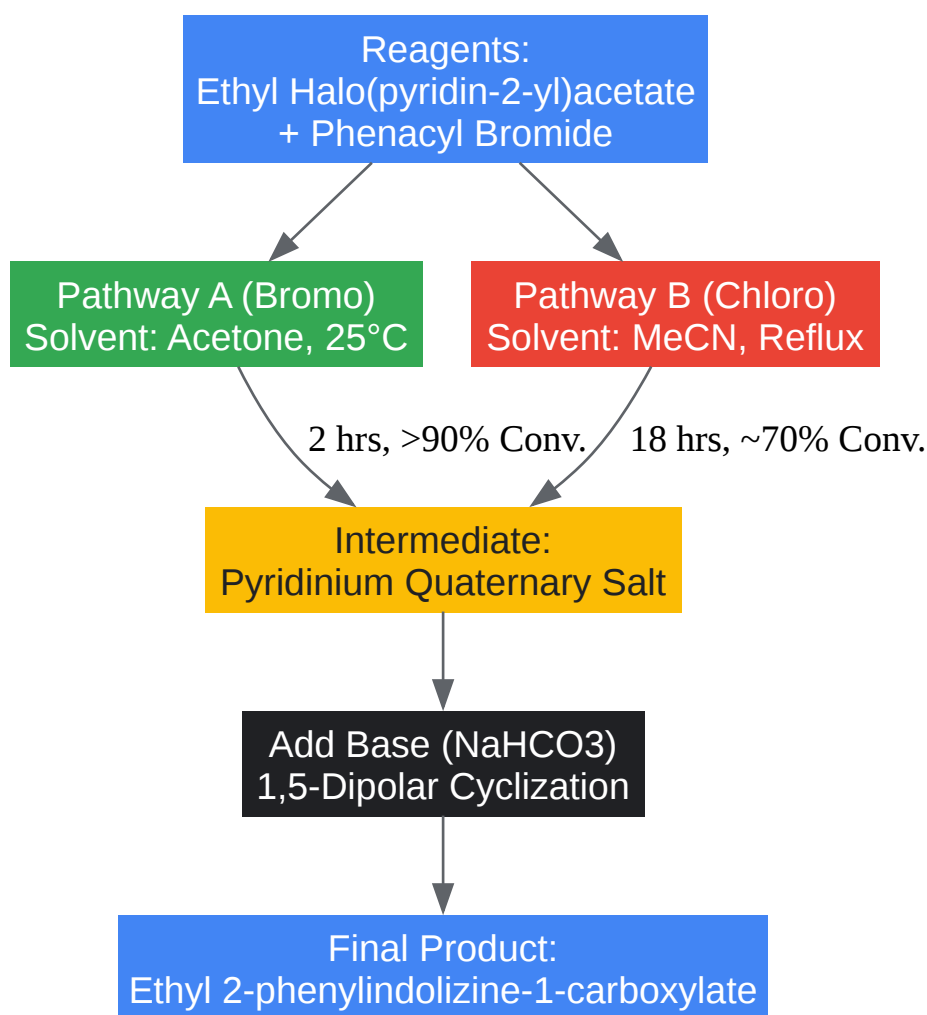 Reagents:
Ethyl Halo(pyridin-2-yl)acetate
+ Phenacyl Bromide
Pathway A (Bromo)
Solvent: Acetone, 25°C
Pathway B (Chloro)
Solvent: MeCN, Reflux
2 hrs, >90% Conv.
18 hrs, ~70% Conv.
Intermediate:
Pyridinium Quaternary Salt
Add Base (NaHCO3)
1,5-Dipolar Cyclization
Final Product:
Ethyl 2-phenylindolizine-1-carboxylate